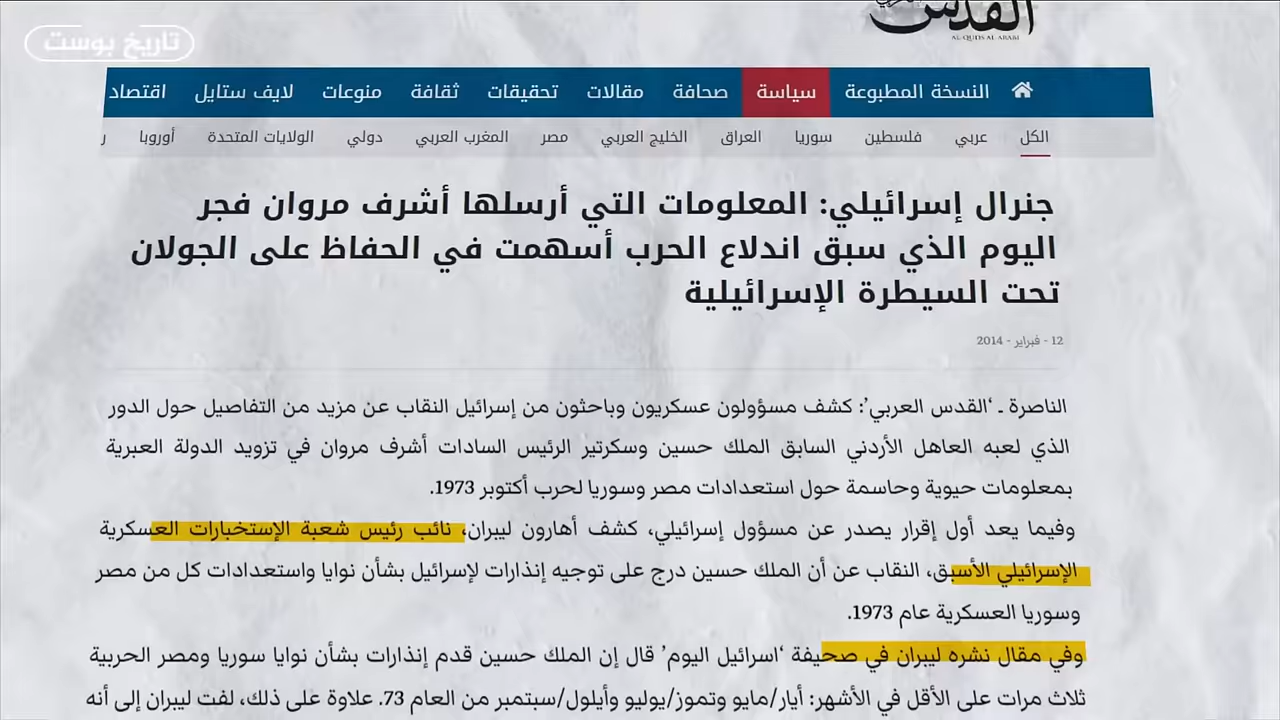 تاريخ بوست
القدس
AL-QUDS AL-ARABI
النسخة المطبوعة سياسة صحافة مقالات تحقيقات ثقافة منوعات لايف ستايل اقتصاد
الكل عربي فلسطين سوريا العراق الخليج العربي مصر المغرب العربي دولي الولايات المتحدة أوروبا
جنرال إسرائيلي: المعلومات التي أرسلها أشرف مروان فجر
اليوم الذي سبق اندلاع الحرب أسهمت في الحفاظ على الجولان
تحت السيطرة الإسرائيلية
12 - فبراير - 2014
الناصرة ـ ‘القدس العربي’: كشف مسؤولون عسكريون وباحثون من إسرائيل النقاب عن مزيد من التفاصيل حول الدور
الذي لعبه العاهل الأردني السابق الملك حسين وسكرتير الرئيس السادات أشرف مروان في تزويد الدولة العبرية
بمعلومات حيوية وحاسمة حول استعدادات مصر وسوريا لحرب أكتوبر 1973.
وفيما يعد أول إقرار يصدر عن مسؤول إسرائيلي، كشف أهارون ليبران، نائب رئيس شعبة الإستخبارات العسكرية
الإسرائيلي الأسبق، النقاب عن أن الملك حسين درج على توجيه إنذارات لإسرائيل بشأن نوايا واستعدادات كل من مصر
وسوريا العسكرية عام 1973.
وفي مقال نشره ليبران في صحيفة ‘اسرائيل اليوم’ قال إن الملك حسين قدم إنذارات بشأن نوايا سوريا ومصر الحربية
ثلاث مرات على الأقل في الأشهر: أيار/مايو وتموز/يوليو وأيلول/سبتمبر من العام 73. علاوة على ذلك، لفت ليبران إلى أنه